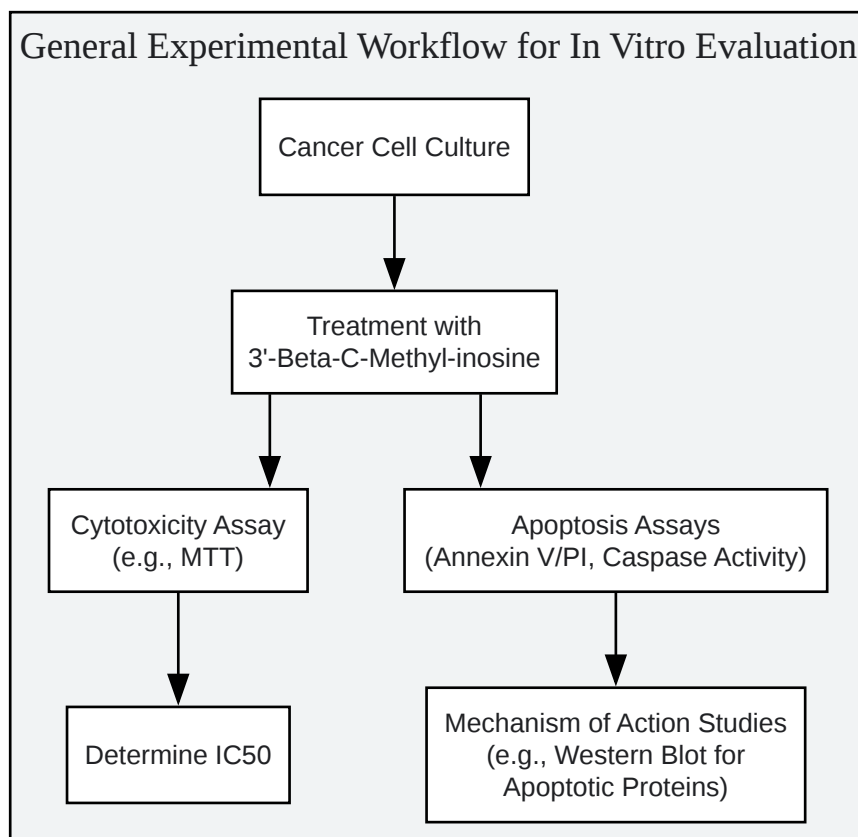 General Experimental Workflow for In Vitro Evaluation
Cancer Cell Culture
Treatment with
3'-Beta-C-Methyl-inosine
Cytotoxicity Assay
(e.g., MTT)
Apoptosis Assays
(Annexin V/PI, Caspase Activity)
Determine IC50
Mechanism of Action Studies
(e.g., Western Blot for
Apoptotic Proteins)